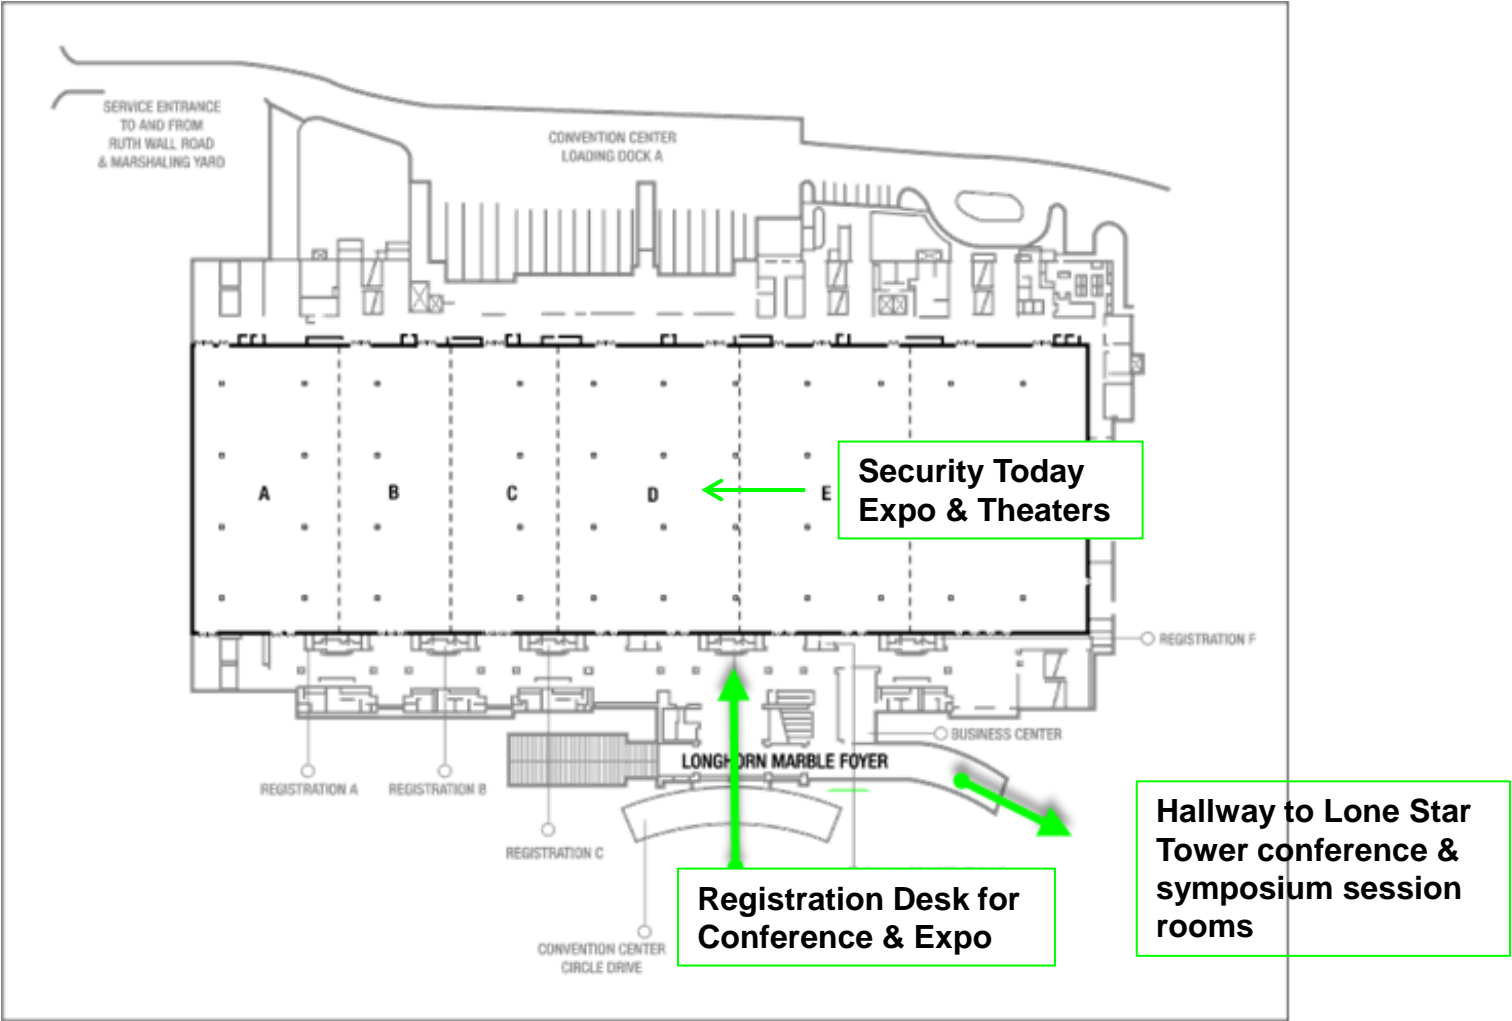 SERVICE ENTRANCE
TO AND FROM
RUTH WALL ROAD
& MARSHALING YARD
CONVENTION CENTER
LOADING DOCK A
A
B
C
D
E
Security Today
Expo & Theaters
REGISTRATION F
BUSINESS CENTER
LONGHORN MARBLE FOYER
REGISTRATION A
REGISTRATION B
REGISTRATION C
Hallway to Lone Star
Tower conference &
symposium session
rooms
Registration Desk for
Conference & Expo
CONVENTION CENTER
CIRCLE DRIVE